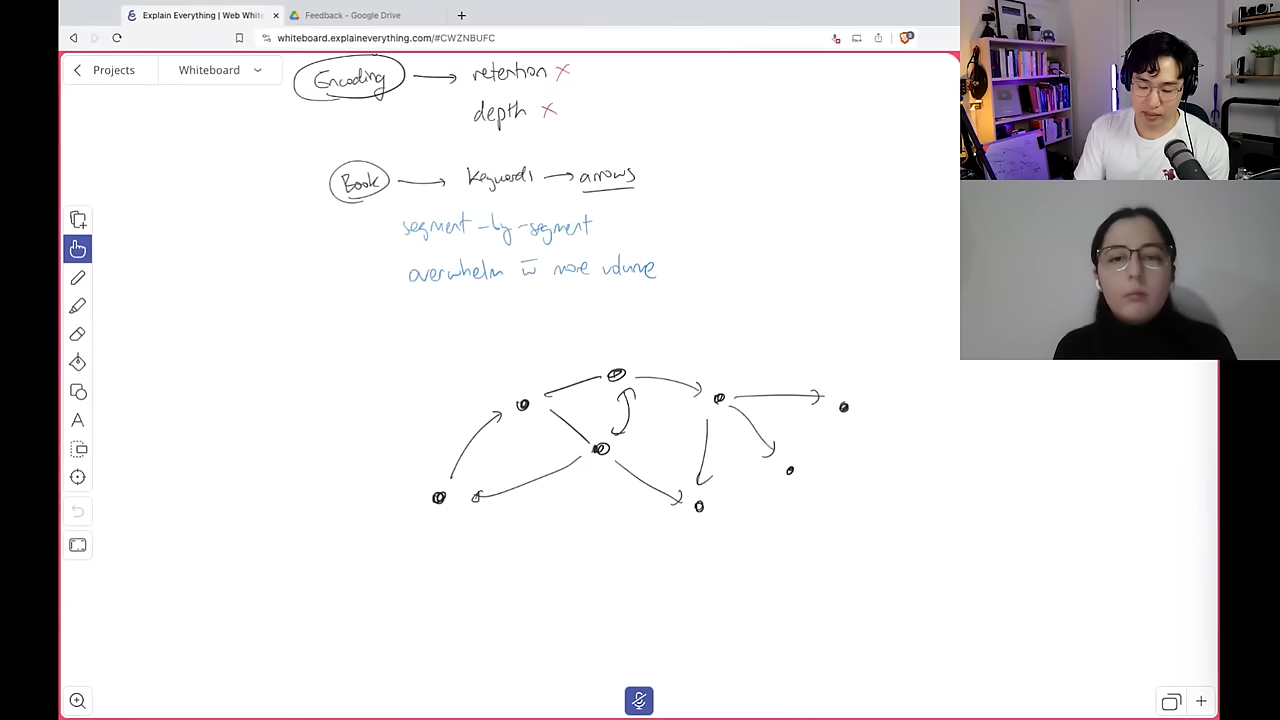 Explain Everything | Web White
Feedback - Google Drive
whiteboard.explaineverything.com/#CWZNBUFC
Projects
Whiteboard
Encoding → retention x
depth x
Book → keywords → arrows
segment-by-segment
overwhelm w̄ more volume
A